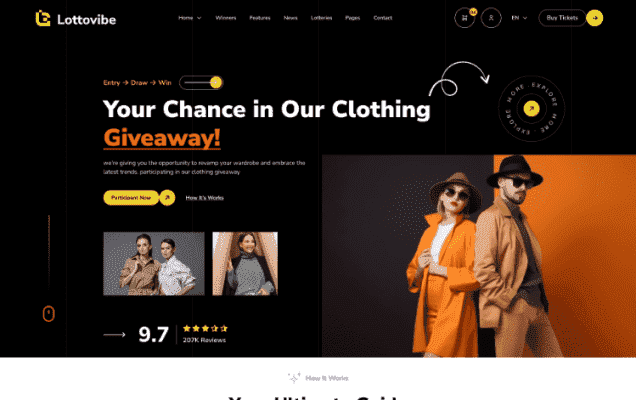 Lottovibe
Home Winners Features News Lotteries Pages Contact
EN
Buy Tickets
Entry → Draw → Win
Your Chance in Our Clothing
Giveaway!
we're giving you the opportunity to revamp your wardrobe and embrace the
latest trends. participating in our clothing giveaway
Participant Now
How It's Works
MORE · EXPLORE MORE · EXPLORE
9.7
207K Reviews
How It Works